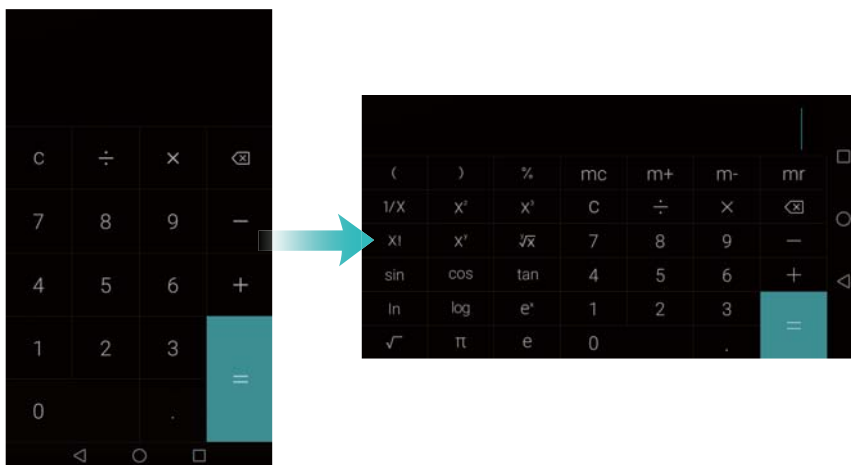 C ÷ ×
7 8 9 −
4 5 6 +
1 2 3 =
0 .
( ) % mc m+ m- mr
1/X X² X³ C ÷ ×
X! Xʸ ʸ√x 7 8 9 −
sin cos tan 4 5 6 +
ln log eˣ 1 2 3 =
√ π e 0 .